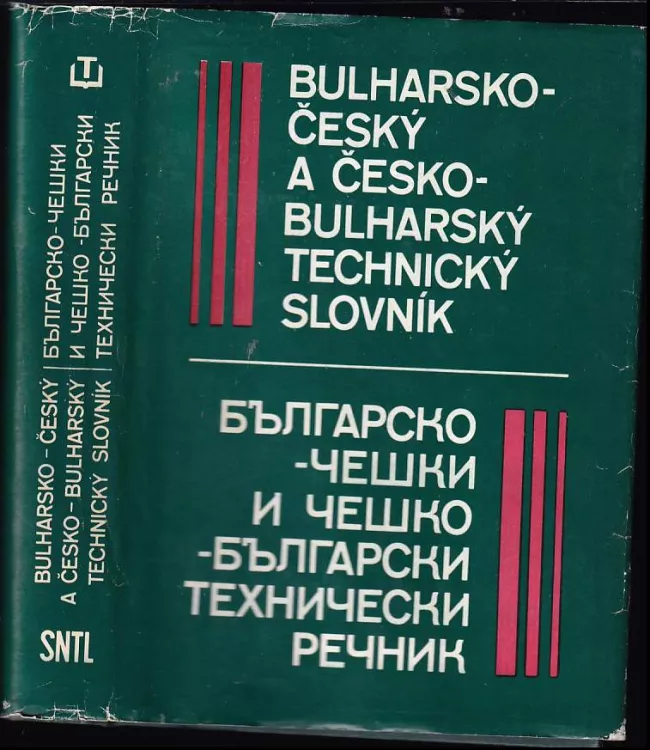 BULHARSKO-
ČESKÝ
A ČESKO-
BULHARSKÝ
TECHNICKÝ
SLOVNÍK
БЪЛГАРСКО
-ЧЕШКИ
И ЧЕШКО
-БЪЛГАРСКИ
ТЕХНИЧЕСКИ
РЕЧНИК
BULHARSKO-ČESKÝ
A ČESKO-BULHARSKÝ
TECHNICKÝ SLOVNÍK
БЪЛГАРСКО-ЧЕШКИ
И ЧЕШКО-БЪЛГАРСКИ
ТЕХНИЧЕСКИ РЕЧНИК
SNTL